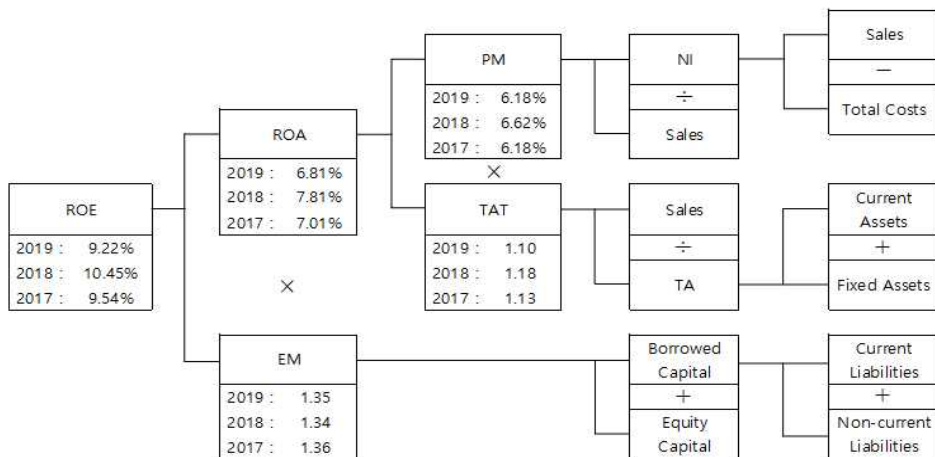 ROE
2019 : 9.22%
2018 : 10.45%
2017 : 9.54%
ROA
2019 : 6.81%
2018 : 7.81%
2017 : 7.01%
×
EM
2019 : 1.35
2018 : 1.34
2017 : 1.36
PM
2019 : 6.18%
2018 : 6.62%
2017 : 6.18%
×
TAT
2019 : 1.10
2018 : 1.18
2017 : 1.13
NI
÷
Sales
Sales
÷
TA
Borrowed
Capital
+
Equity
Capital
Sales
−
Total Costs
Current
Assets
+
Fixed Assets
Current
Liabilities
+
Non-current
Liabilities